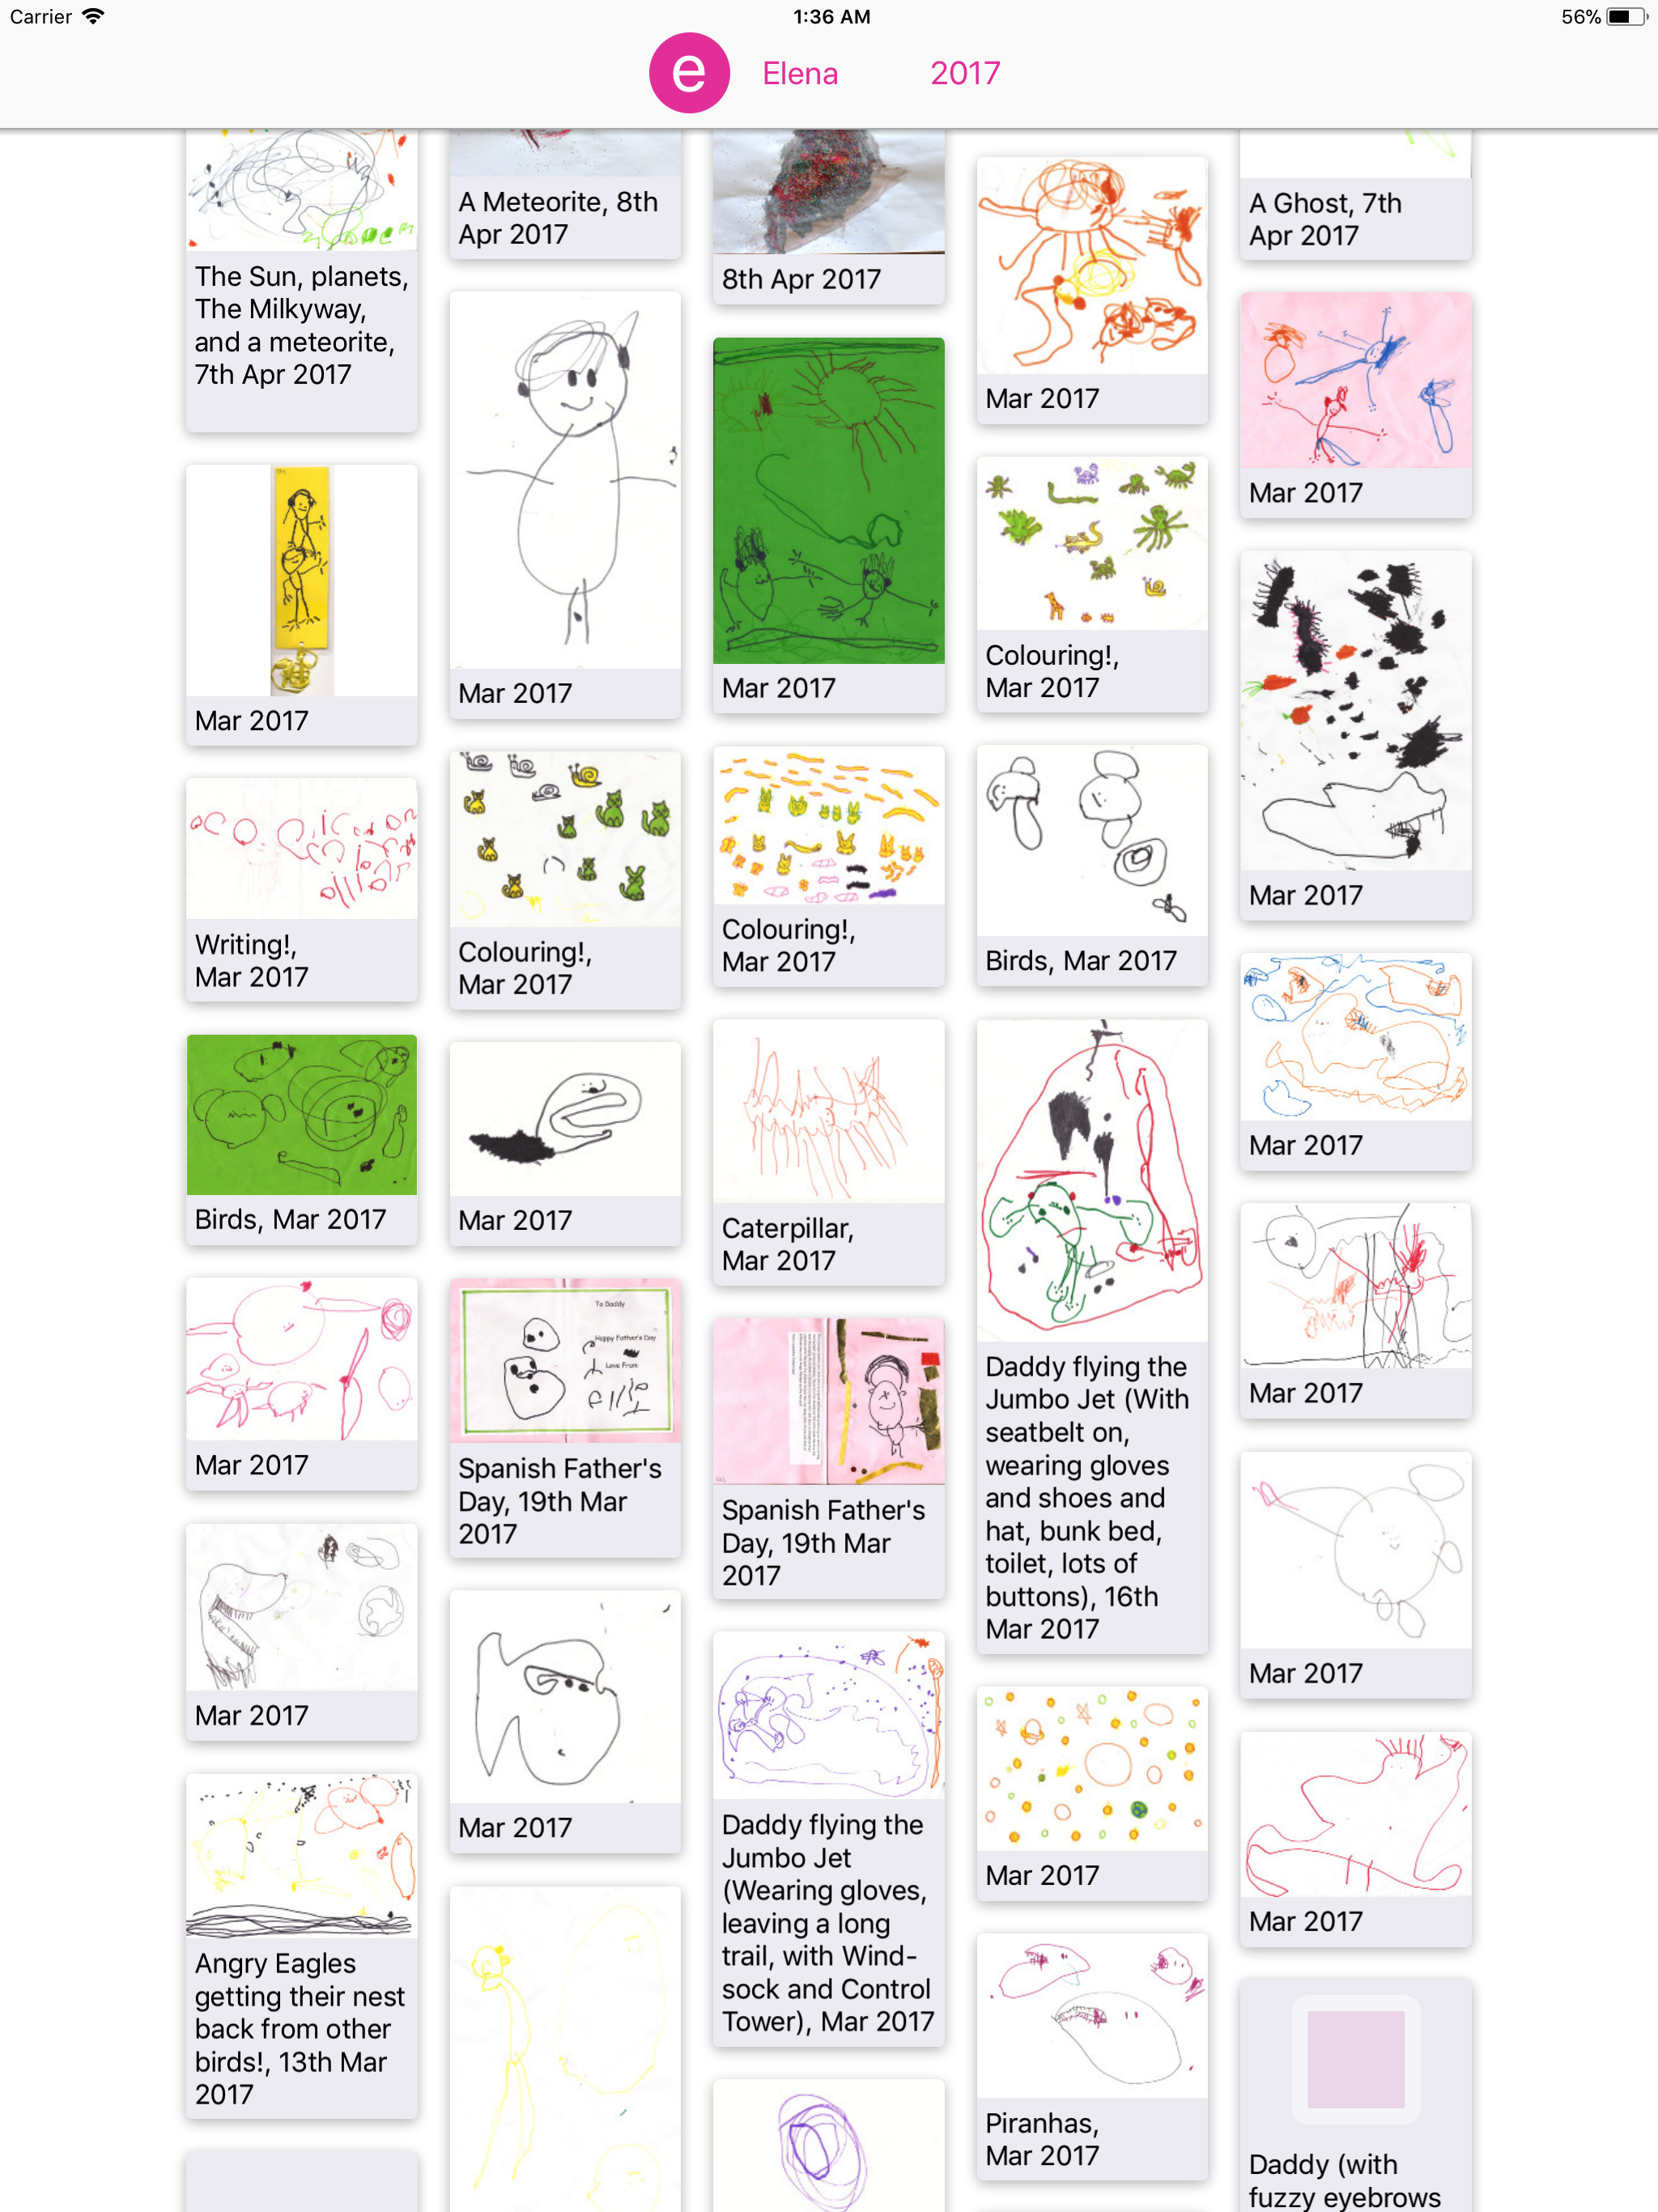 Carrier 1:36 AM 56%
e Elena 2017
The Sun, planets,
The Milkyway,
and a meteorite,
7th Apr 2017
Mar 2017
Writing!,
Mar 2017
Birds, Mar 2017
Mar 2017
Mar 2017
Angry Eagles
getting their nest
back from other
birds!, 13th Mar
2017
A Meteorite, 8th
Apr 2017
Mar 2017
Colouring!,
Mar 2017
Mar 2017
To Daddy
Happy Father's Day
Love From
Spanish Father's
Day, 19th Mar
2017
Mar 2017
8th Apr 2017
Mar 2017
Colouring!,
Mar 2017
Caterpillar,
Mar 2017
Spanish Father's
Day, 19th Mar
2017
Daddy flying the
Jumbo Jet
(Wearing gloves,
leaving a long
trail, with Wind-
sock and Control
Tower), Mar 2017
Mar 2017
Colouring!,
Mar 2017
Birds, Mar 2017
Daddy flying the
Jumbo Jet (With
seatbelt on,
wearing gloves
and shoes and
hat, bunk bed,
toilet, lots of
buttons), 16th
Mar 2017
Mar 2017
Piranhas,
Mar 2017
A Ghost, 7th
Apr 2017
Mar 2017
Mar 2017
Mar 2017
Mar 2017
Mar 2017
Mar 2017
Daddy (with
fuzzy eyebrows